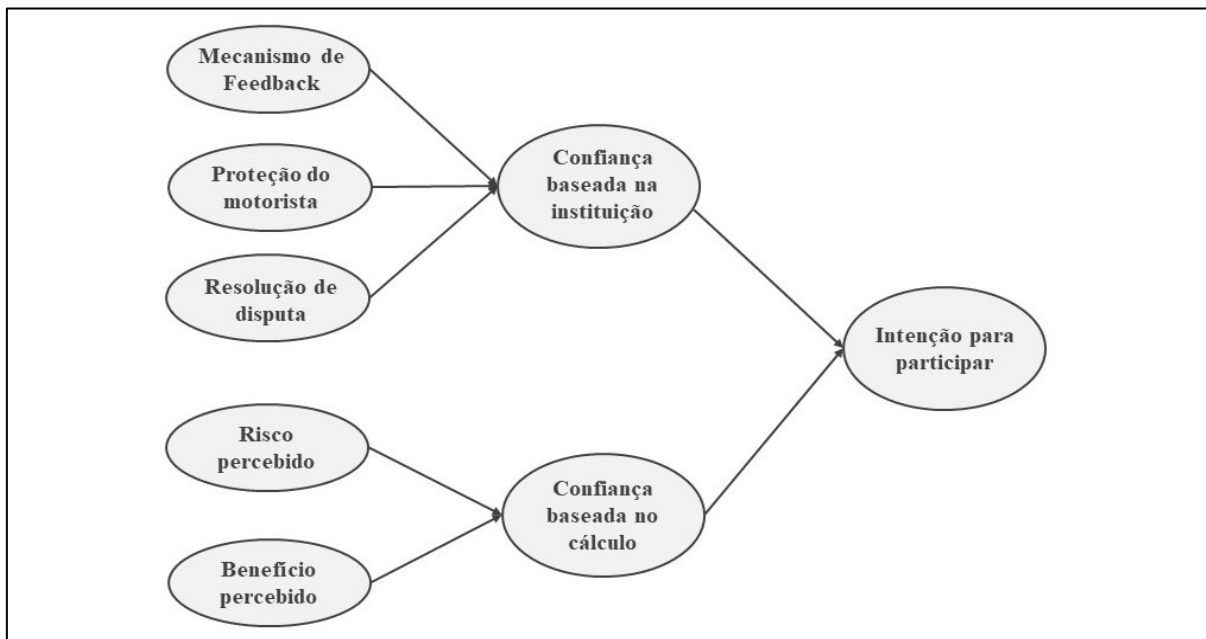 Mecanismo de
Feedback
Proteção do
motorista
Resolução de
disputa
Confiança
baseada na
instituição
Intenção para
participar
Risco
percebido
Benefício
percebido
Confiança
baseada no
cálculo